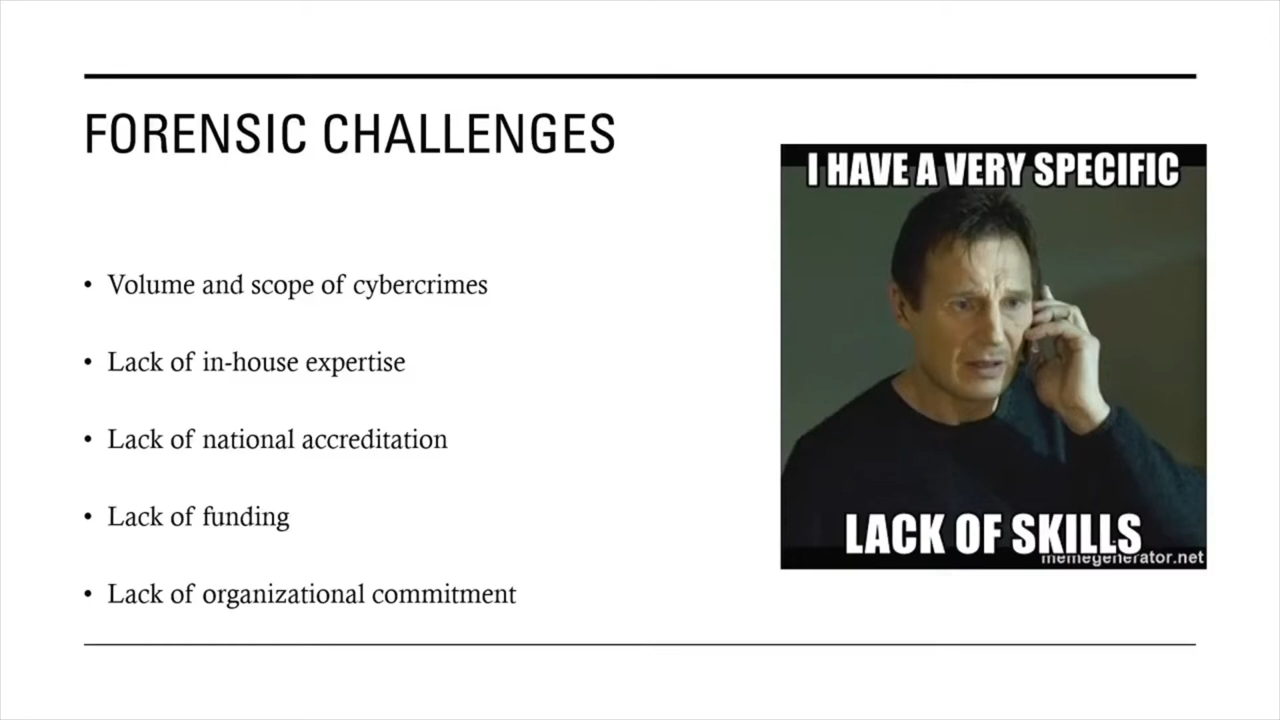 FORENSIC CHALLENGES
• Volume and scope of cybercrimes
• Lack of in-house expertise
• Lack of national accreditation
• Lack of funding
• Lack of organizational commitment
I HAVE A VERY SPECIFIC
LACK OF SKILLS
memegenerator.net